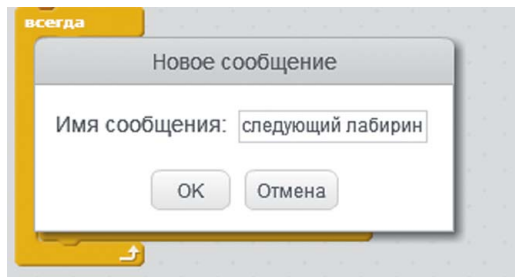 всегда
Новое сообщение
Имя сообщения: следующий лабирин
OK Отмена